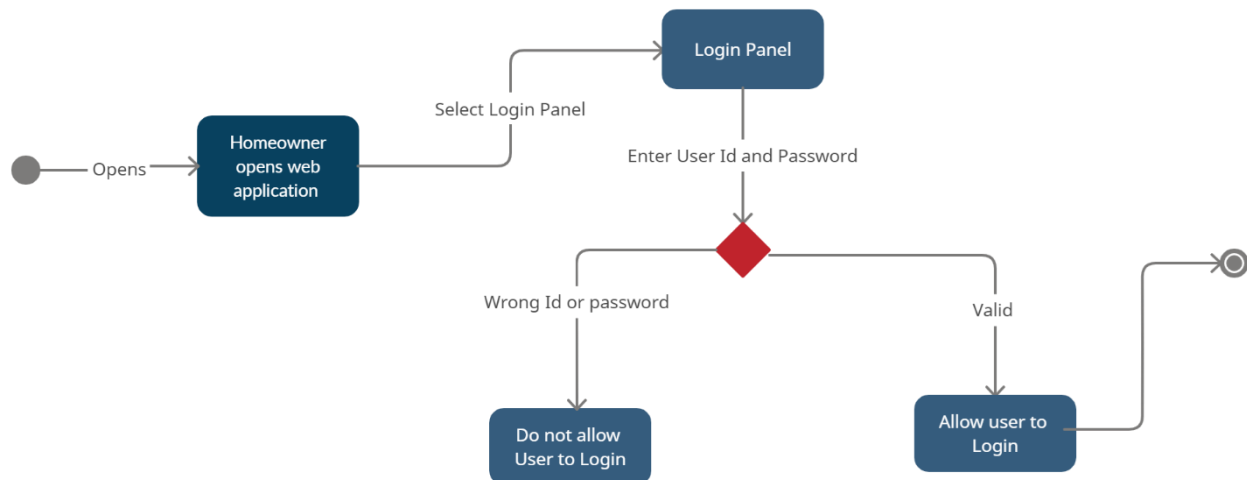 Login Panel
Select Login Panel
Homeowner
opens web
application
Opens
Enter User Id and Password
Wrong Id or password
Valid
Do not allow
User to Login
Allow user to
Login